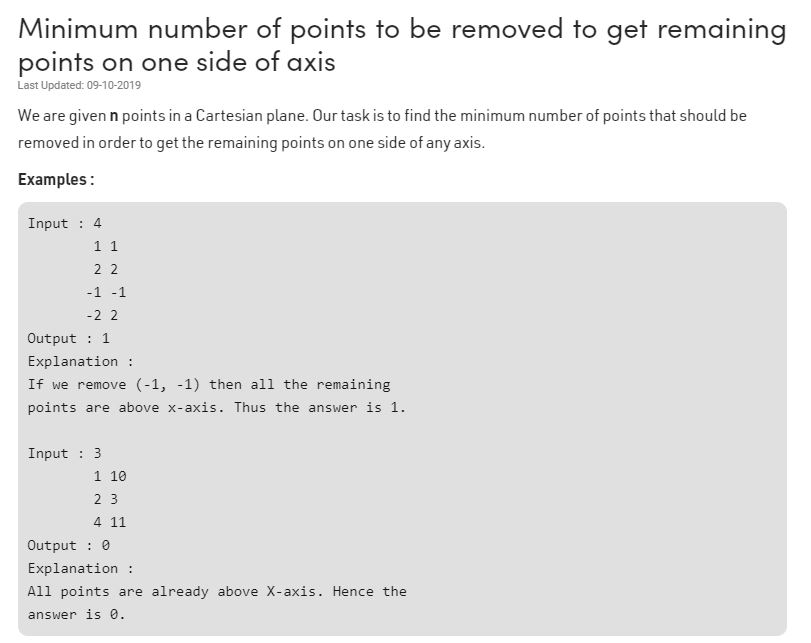 Minimum number of points to be removed to get remaining
points on one side of axis
Last Updated: 09-10-2019
We are given n points in a Cartesian plane. Our task is to find the minimum number of points that should be
removed in order to get the remaining points on one side of any axis.
Examples :
Input : 4
1 1
2 2
-1 -1
-2 2
Output : 1
Explanation :
If we remove (-1, -1) then all the remaining
points are above x-axis. Thus the answer is 1.
Input : 3
1 10
2 3
4 11
Output : 0
Explanation :
All points are already above X-axis. Hence the
answer is 0.